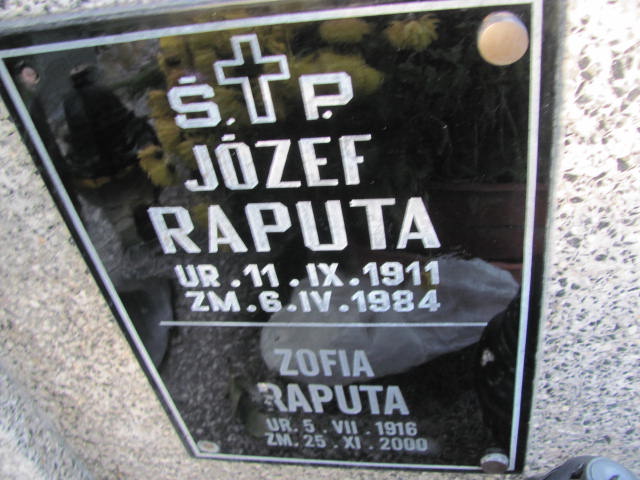 Ś.P.
JÓZEF
RAPUTA
UR.11.IX.1911
ZM.6.IV.1984
ZOFIA
RAPUTA
UR.5.VII.1916
ZM.25.XI.2000